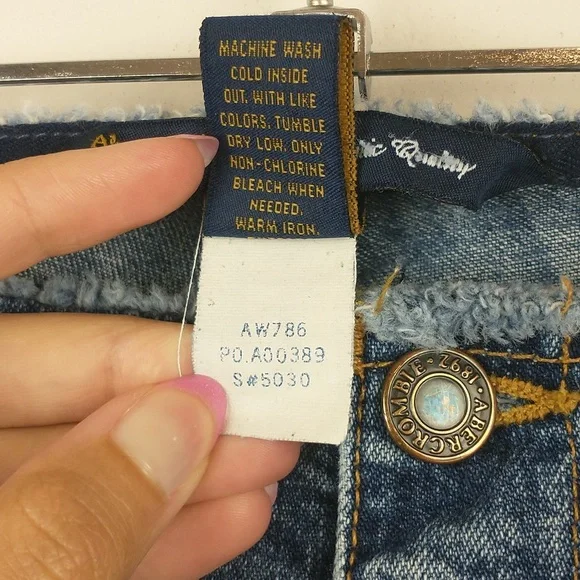 MACHINE WASH
COLD INSIDE
OUT. WITH LIKE
COLORS. TUMBLE
DRY LOW. ONLY
NON-CHLORINE
BLEACH WHEN
NEEDED.
WARM IRON.
AW786
PO.A00389
S#5030
Quality
ABERCROMBIE · 1892 ·